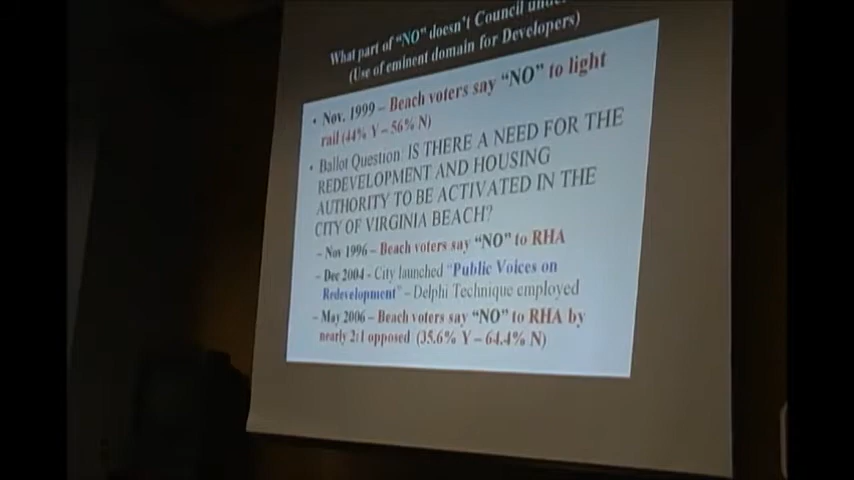 What part of "NO" doesn't Council
(Use of eminent domain for Developers)
• Nov. 1999 – Beach voters say "NO" to light
rail (44% Y – 56% N)
• Ballot Question: IS THERE A NEED FOR THE
REDEVELOPMENT AND HOUSING
AUTHORITY TO BE ACTIVATED IN THE
CITY OF VIRGINIA BEACH?
– Nov 1996 – Beach voters say "NO" to RHA
– Dec 2004 - City launched "Public Voices on
Redevelopment" – Delphi Technique employed
– May 2006 – Beach voters say "NO" to RHA by
nearly 2:1 opposed (35.6% Y – 64.4% N)